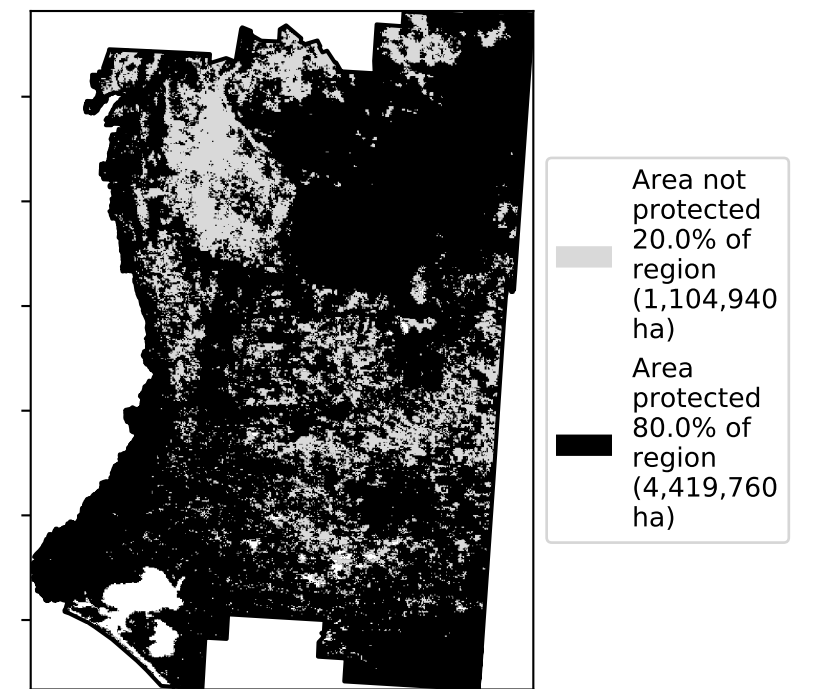 Area not
protected
20.0% of
region
(1,104,940
ha)
Area
protected
80.0% of
region
(4,419,760
ha)